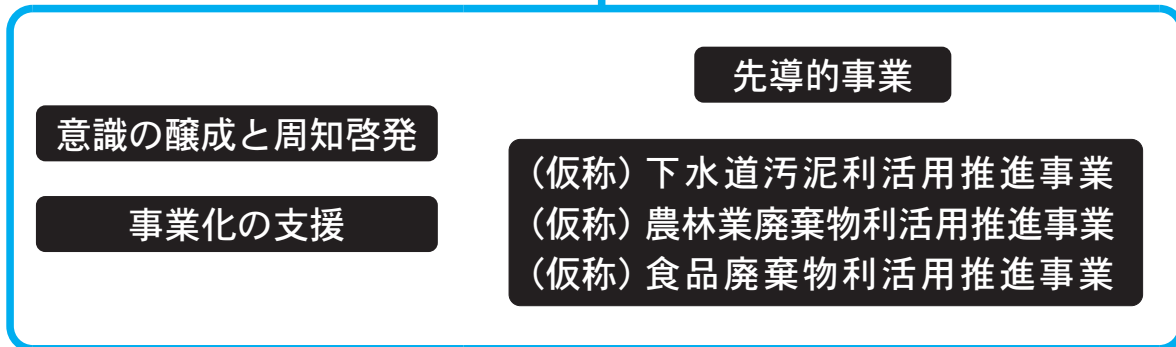 意識の醸成と周知啓発
事業化の支援
先導的事業
（仮称）下水道汚泥利活用推進事業
（仮称）農林業廃棄物利活用推進事業
（仮称）食品廃棄物利活用推進事業